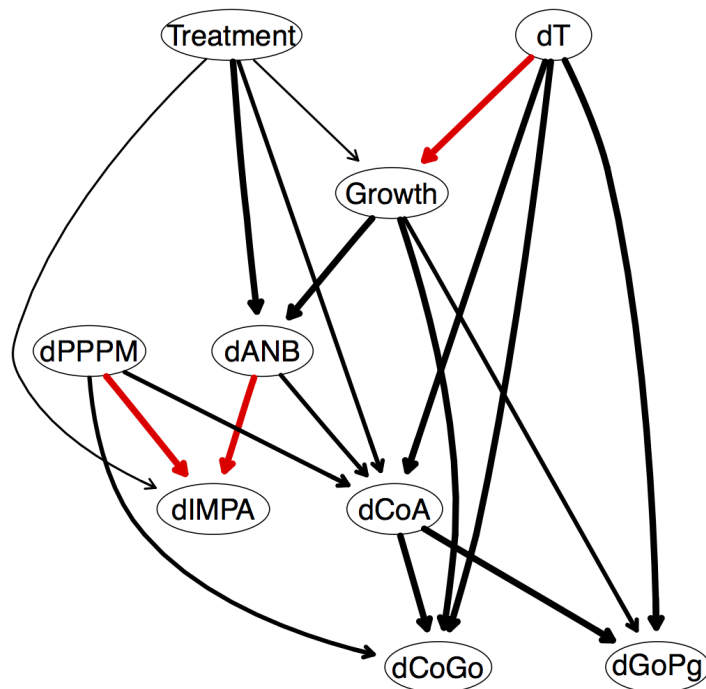 Treatment
dT
Growth
dPPPM
dANB
dIMPA
dCoA
dCoGo
dGoPg